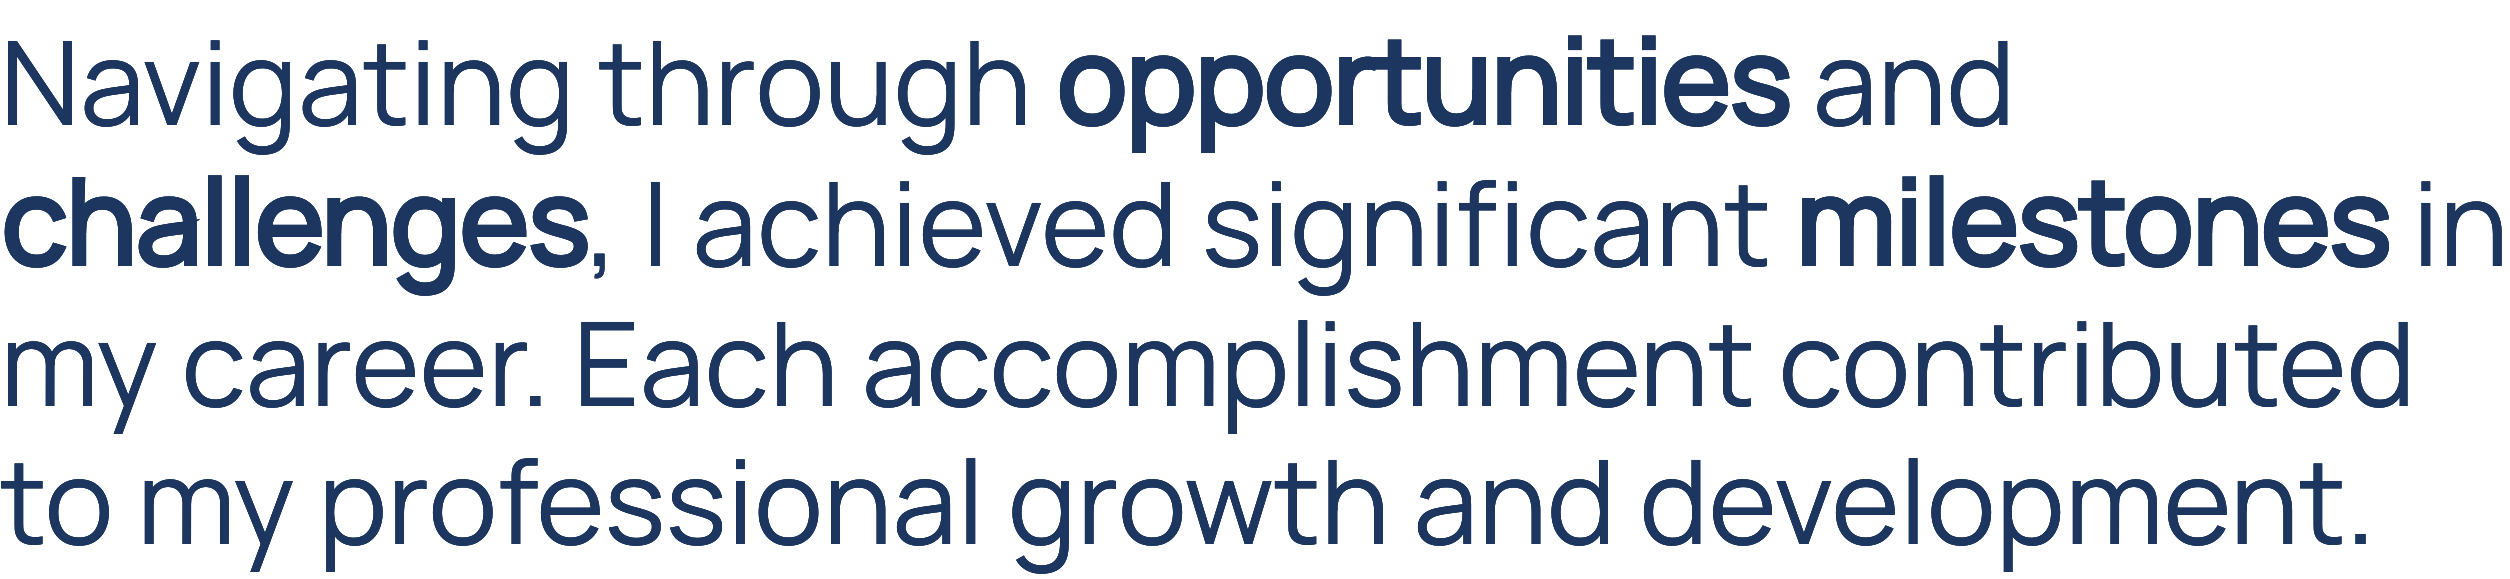 Navigating through opportunities and
challenges, I achieved significant milestones in
my career. Each accomplishment contributed
to my professional growth and development.